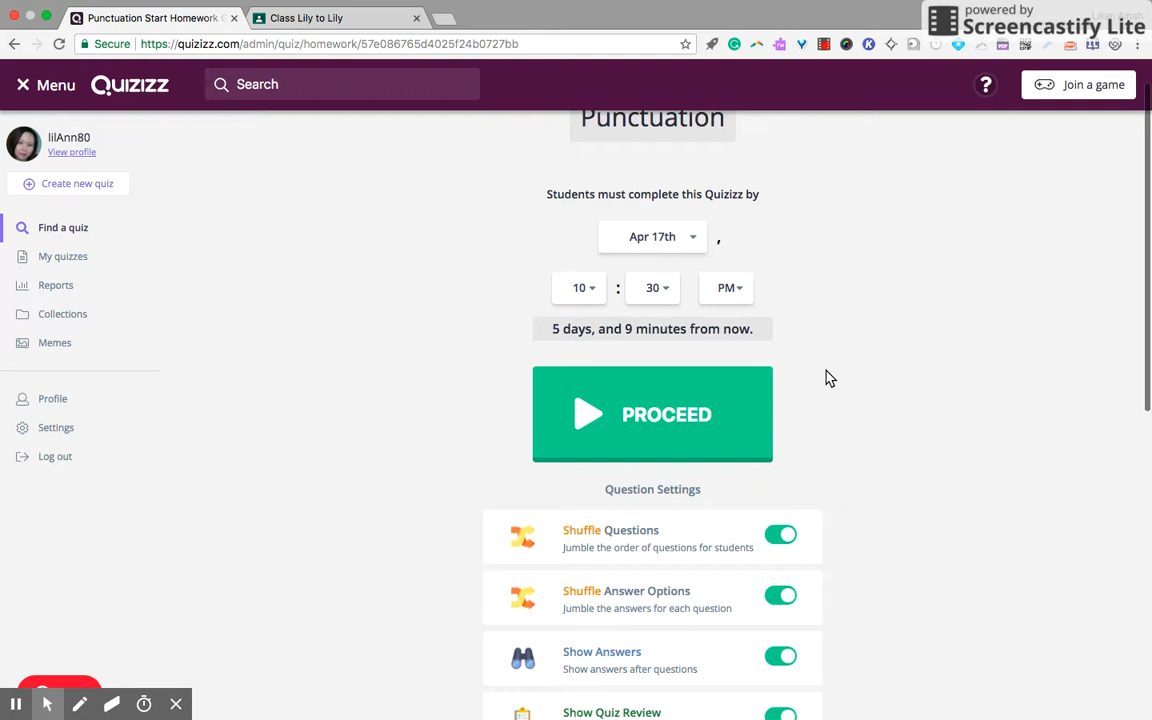 Punctuation Start Homework G
Class Lily to Lily
powered by
Screencastify Lite
Secure
https://quizizz.com/admin/quiz/homework/57e086765d4025f24b0727bb
Menu
QUIZIZZ
Search
?
Join a game
lilAnn80
View profile
Create new quiz
Find a quiz
My quizzes
Reports
Collections
Memes
Profile
Settings
Log out
Punctuation
Students must complete this Quizizz by
Apr 17th ,
10 : 30 PM
5 days, and 9 minutes from now.
PROCEED
Question Settings
Shuffle Questions
Jumble the order of questions for students
Shuffle Answer Options
Jumble the answers for each question
Show Answers
Show answers after questions
Show Quiz Review